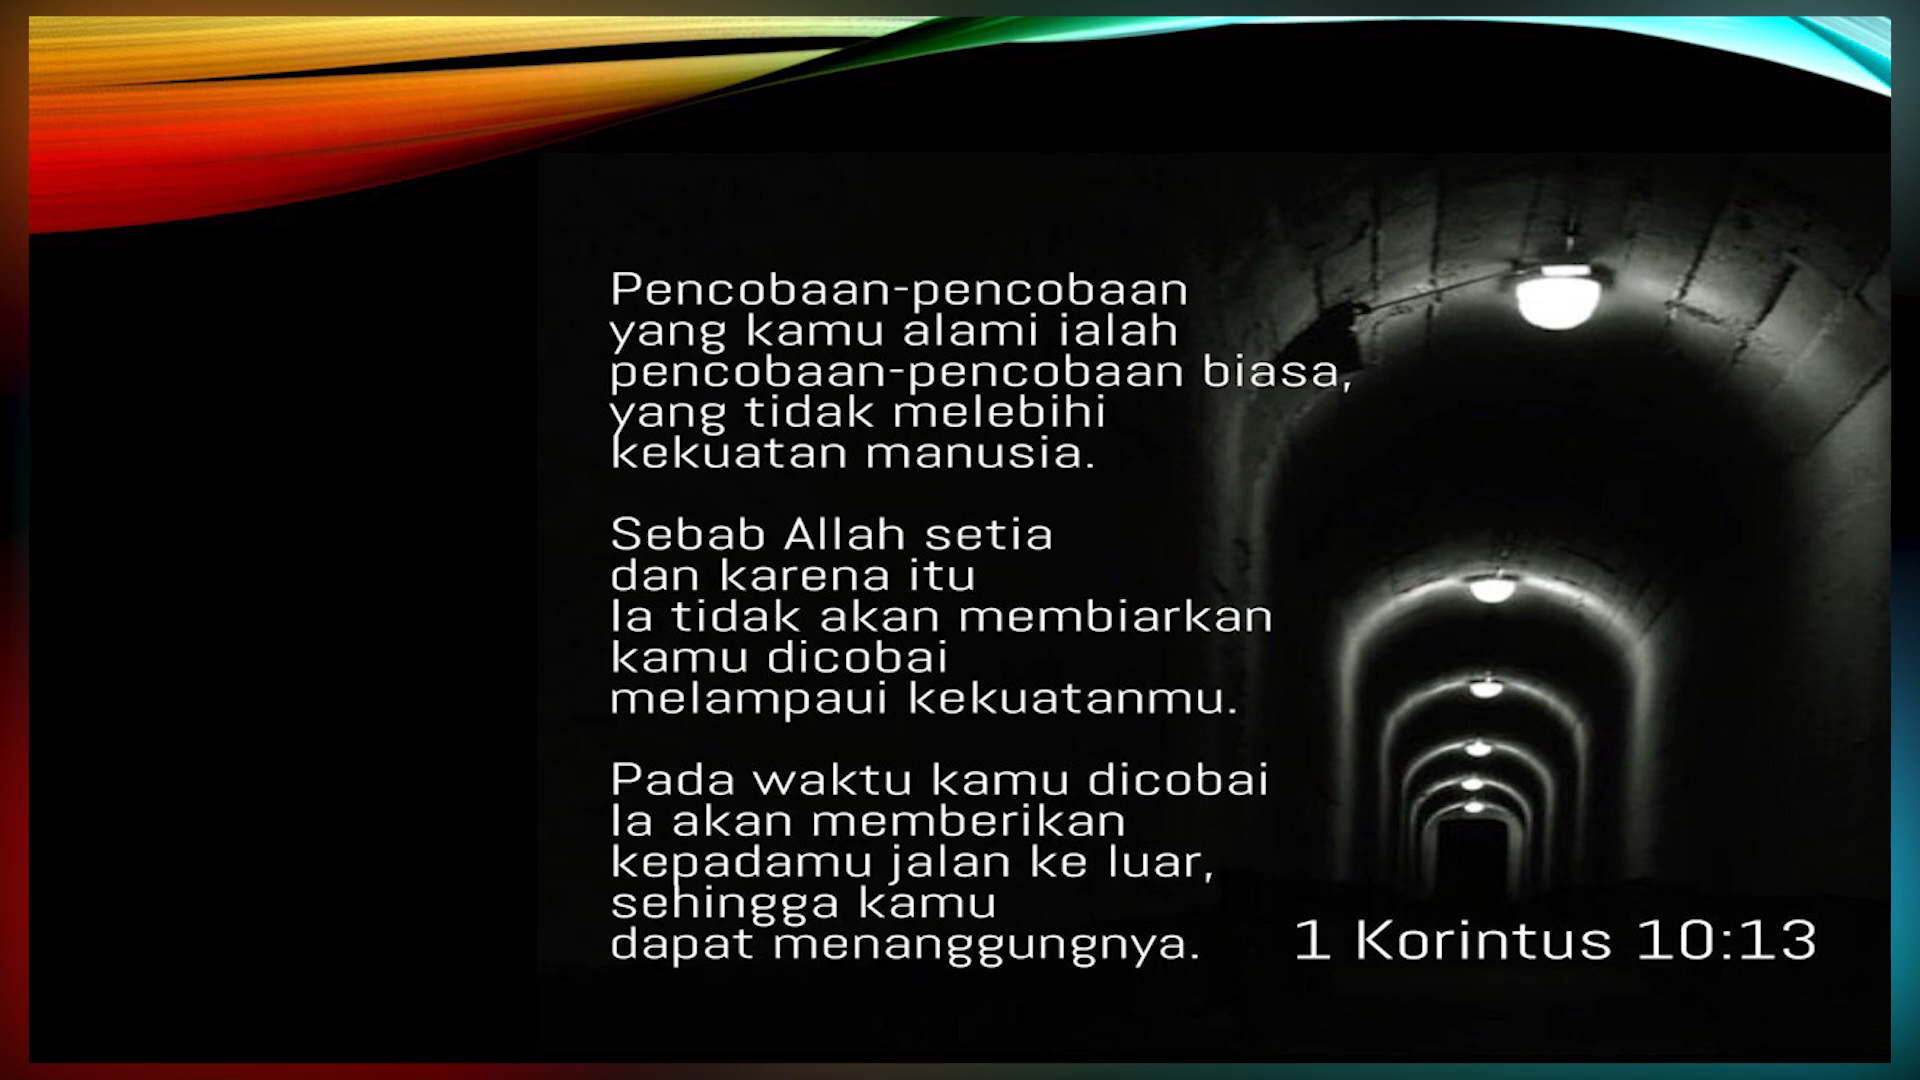 Pencobaan-pencobaan
yang kamu alami ialah
pencobaan-pencobaan biasa,
yang tidak melebihi
kekuatan manusia.
Sebab Allah setia
dan karena itu
Ia tidak akan membiarkan
kamu dicobai
melampaui kekuatanmu.
Pada waktu kamu dicobai
Ia akan memberikan
kepadamu jalan ke luar,
sehingga kamu
dapat menanggungnya.
1 Korintus 10:13